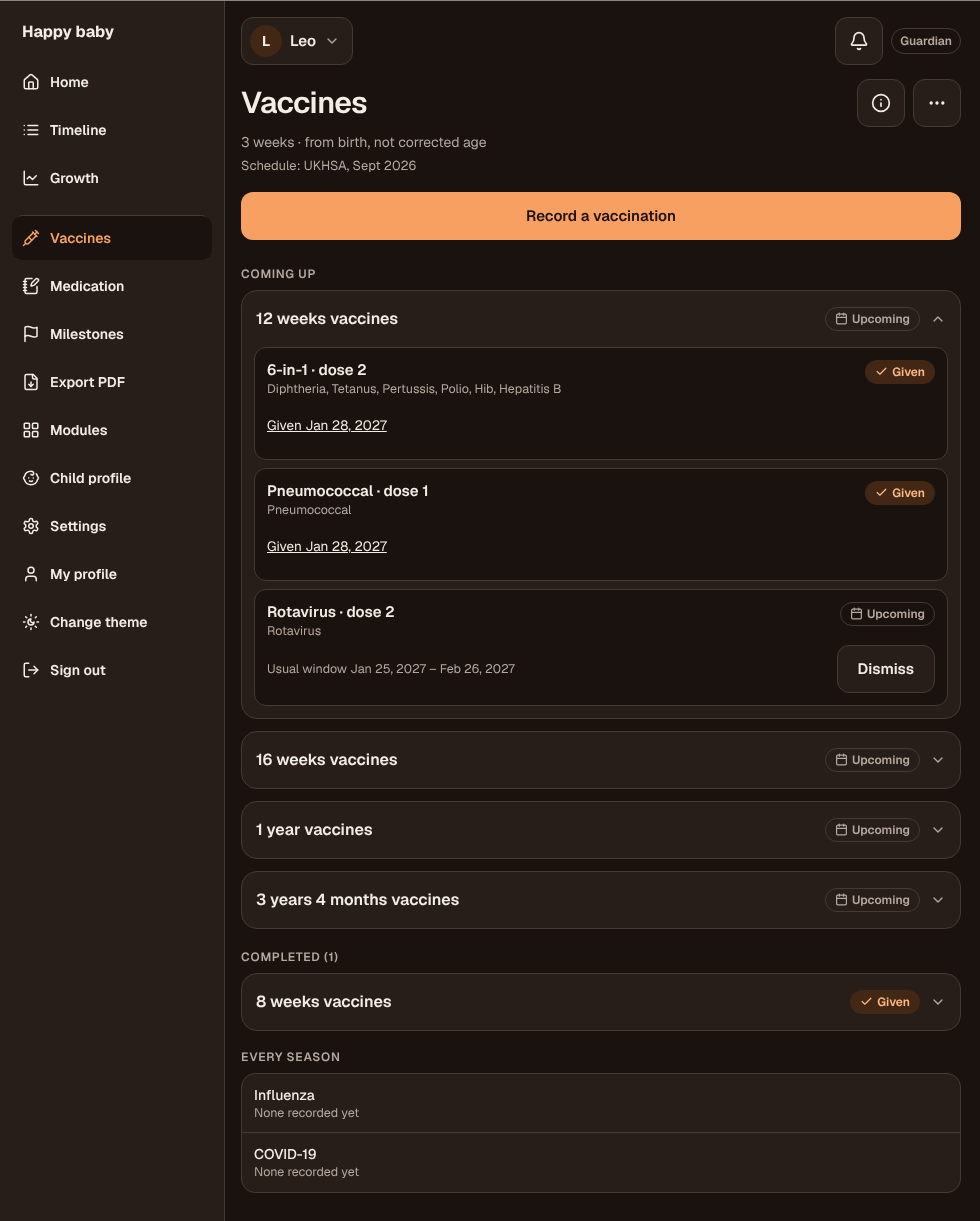 Happy baby
Home
Timeline
Growth
Vaccines
Medication
Milestones
Export PDF
Modules
Child profile
Settings
My profile
Change theme
Sign out
L Leo
Guardian
Vaccines
3 weeks · from birth, not corrected age
Schedule: UKHSA, Sept 2026
Record a vaccination
COMING UP
12 weeks vaccines Upcoming
6-in-1 · dose 2 Given
Diphtheria, Tetanus, Pertussis, Polio, Hib, Hepatitis B
Given Jan 28, 2027
Pneumococcal · dose 1 Given
Pneumococcal
Given Jan 28, 2027
Rotavirus · dose 2 Upcoming
Rotavirus
Usual window Jan 25, 2027 – Feb 26, 2027 Dismiss
16 weeks vaccines Upcoming
1 year vaccines Upcoming
3 years 4 months vaccines Upcoming
COMPLETED (1)
8 weeks vaccines Given
EVERY SEASON
Influenza
None recorded yet
COVID-19
None recorded yet